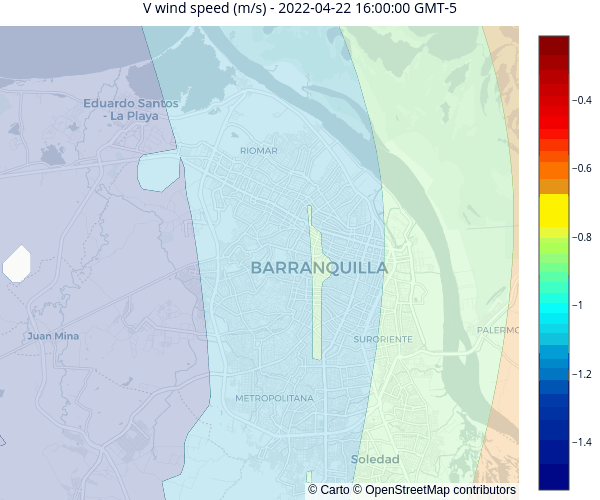 V wind speed (m/s) - 2022-04-22 16:00:00 GMT-5
Eduardo Santos
- La Playa
RIOMAR
BARRANQUILLA
Juan Mina
SURORIENTE
PALERMO
METROPOLITANA
Soledad
© Carto © OpenStreetMap contributors
−0.4
−0.6
−0.8
−1
−1.2
−1.4